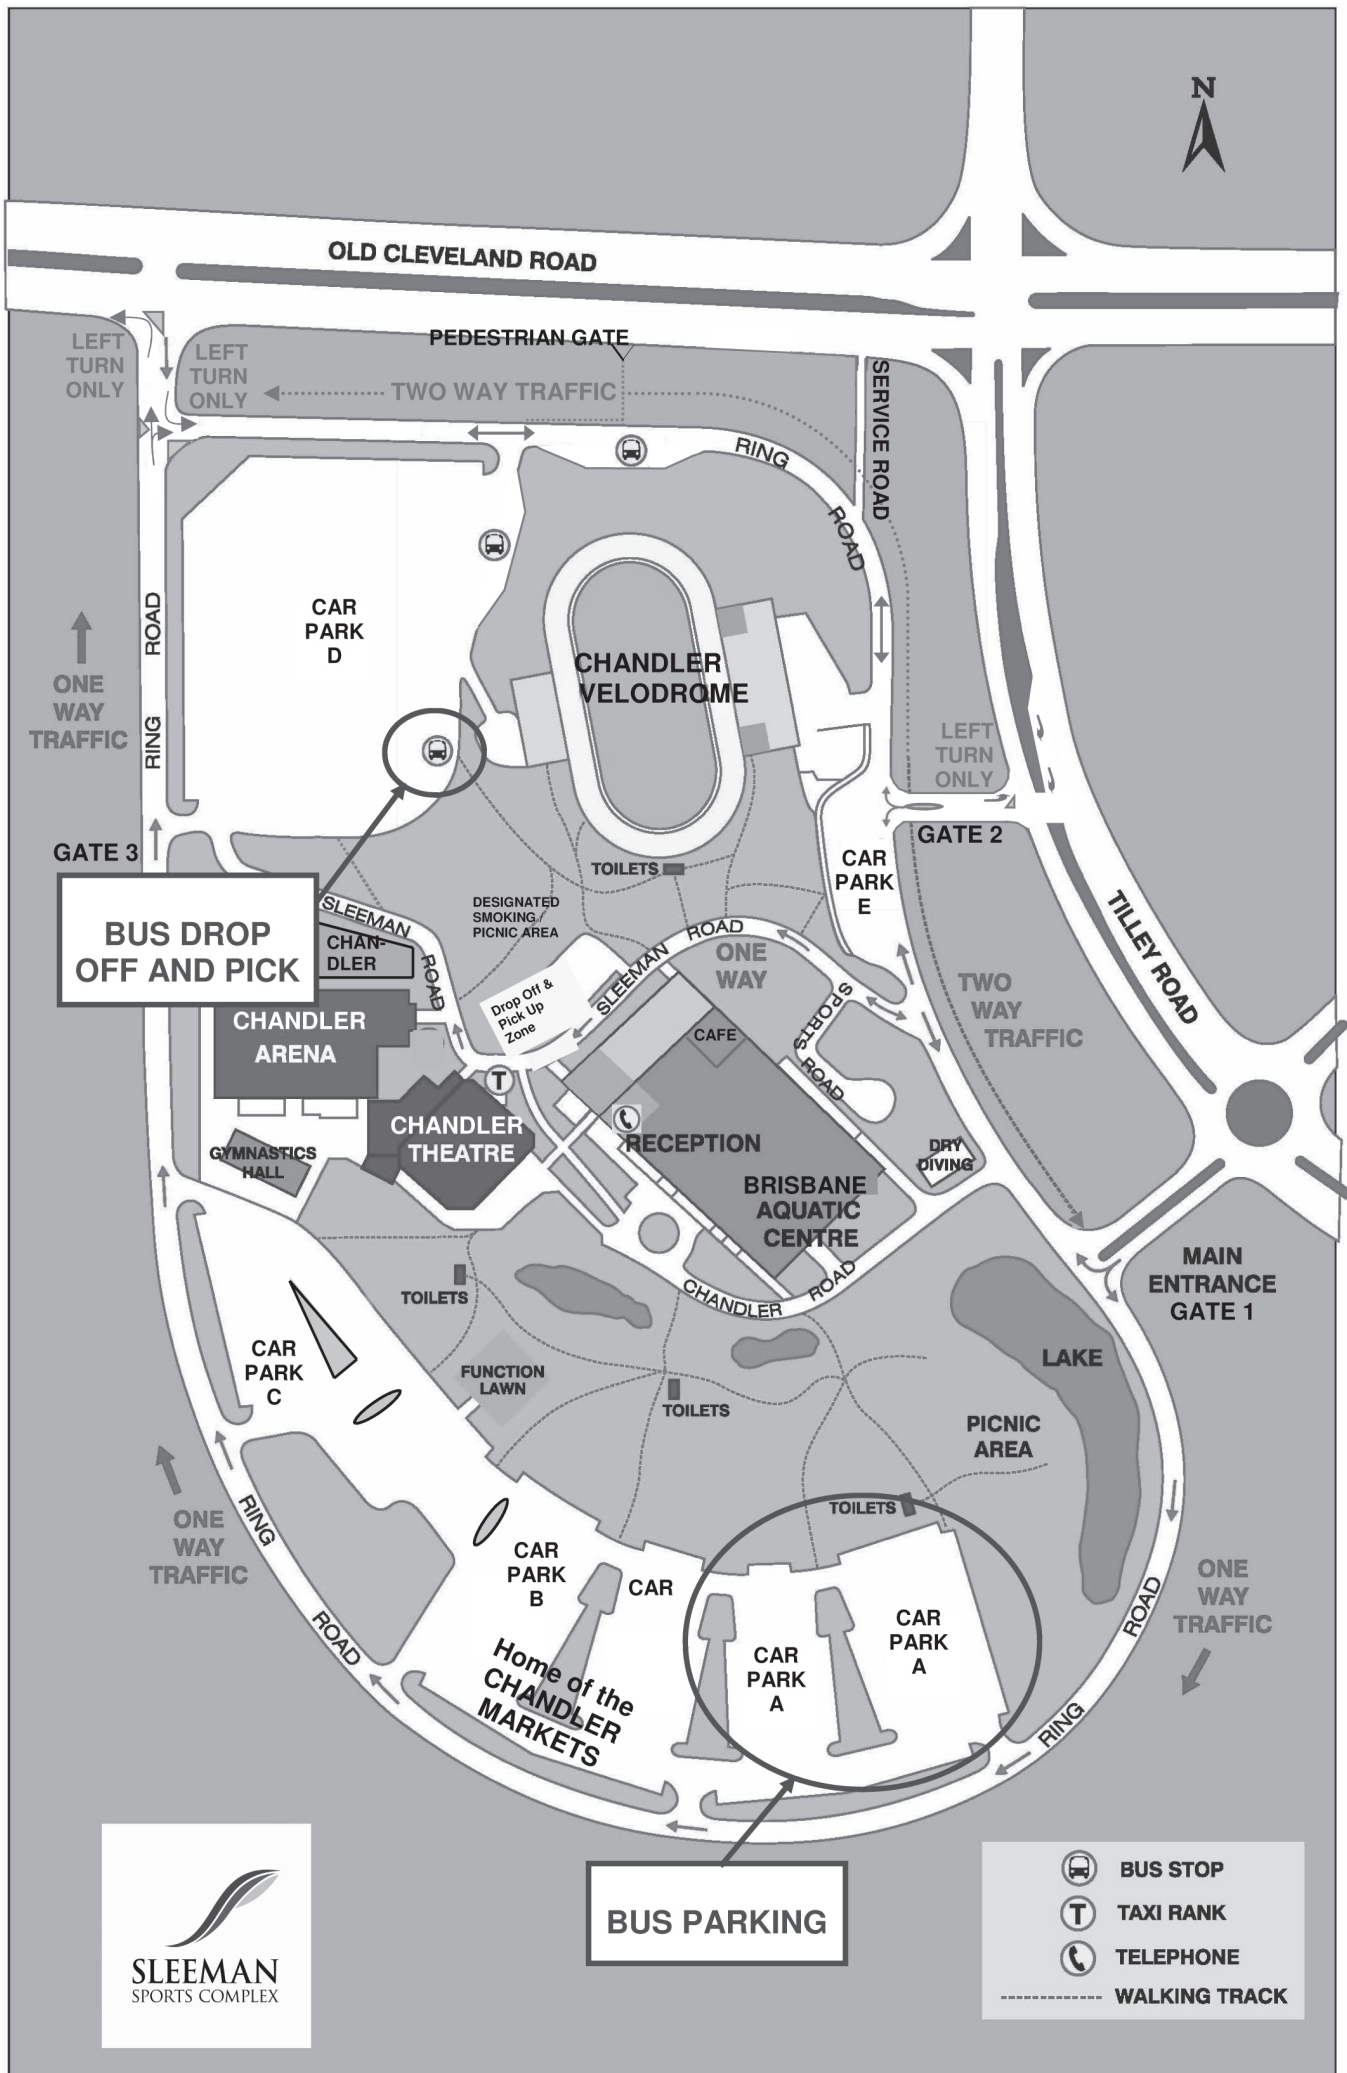 N
OLD CLEVELAND ROAD
PEDESTRIAN GATE
LEFT
TURN
ONLY
LEFT
TURN
ONLY
TWO WAY TRAFFIC
SERVICE ROAD
RING
ROAD
CAR
PARK
D
ROAD
RING
ONE
WAY
TRAFFIC
CHANDLER
VELODROME
LEFT
TURN
ONLY
GATE 2
GATE 3
TOILETS
CAR
PARK
E
BUS DROP
OFF AND PICK
SLEEMAN
ROAD
CHAN-
DLER
DESIGNATED
SMOKING /
PICNIC AREA
SLEEMAN
ROAD
ONE
WAY
TILLEY ROAD
Drop Off &
Pick Up
Zone
SPORTS
ROAD
TWO
WAY
TRAFFIC
CHANDLER
ARENA
CAFE
T
CHANDLER
THEATRE
RECEPTION
GYMNASTICS
HALL
DRY
DIVING
BRISBANE
AQUATIC
CENTRE
MAIN
ENTRANCE
GATE 1
CHANDLER
ROAD
TOILETS
CAR
PARK
C
FUNCTION
LAWN
LAKE
TOILETS
PICNIC
AREA
TOILETS
RING
ROAD
ONE
WAY
TRAFFIC
CAR
PARK
B
CAR
Home of the
CHANDLER
MARKETS
CAR
PARK
A
CAR
PARK
A
ONE
WAY
TRAFFIC
ROAD
RING
BUS PARKING
SLEEMAN
SPORTS COMPLEX
BUS STOP
T TAXI RANK
TELEPHONE
WALKING TRACK